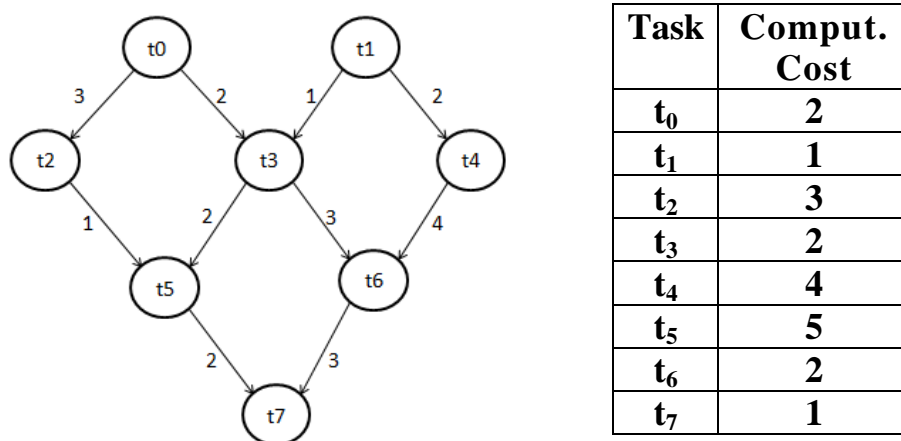 t0
t1
3
2
1
2
t2
t3
t4
1
2
3
4
t5
t6
2
3
t7
Task Comput. Cost
t₀ 2
t₁ 1
t₂ 3
t₃ 2
t₄ 4
t₅ 5
t₆ 2
t₇ 1